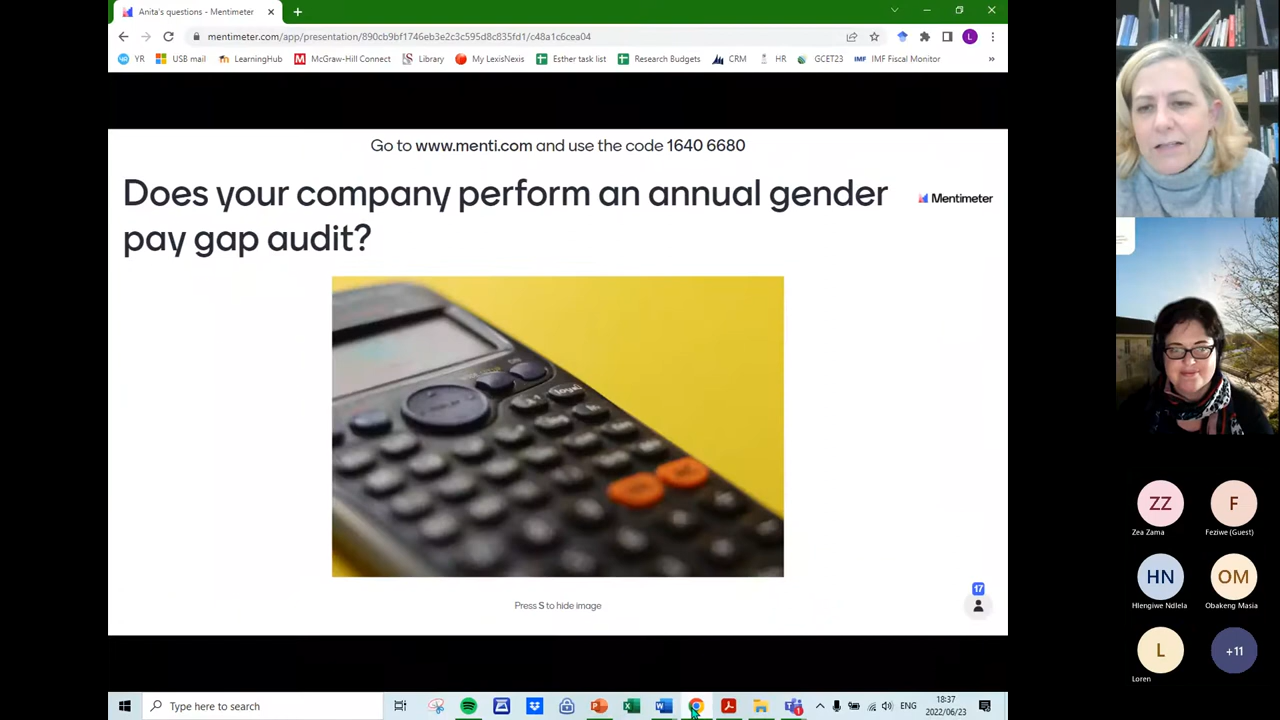 Anita's questions - Mentimeter
mentimeter.com/app/presentation/890cb9bf1746eb3e2c3c595d8c835fd1/c48a1c6cea04
L
YR
USB mail
LearningHub
McGraw-Hill Connect
Library
My LexisNexis
Esther task list
Research Budgets
CRM
HR
GCET23
IMF Fiscal Monitor
Go to www.menti.com and use the code 1640 6680
Does your company perform an annual gender
pay gap audit?
Mentimeter
17
Press S to hide image
ZZ
F
Zea Zama
Feziwe (Guest)
HN
OM
Hlengiwe Ndlela
Obakeng Masia
L
+11
Loren
Type here to search
ENG
18:37
2022/06/23